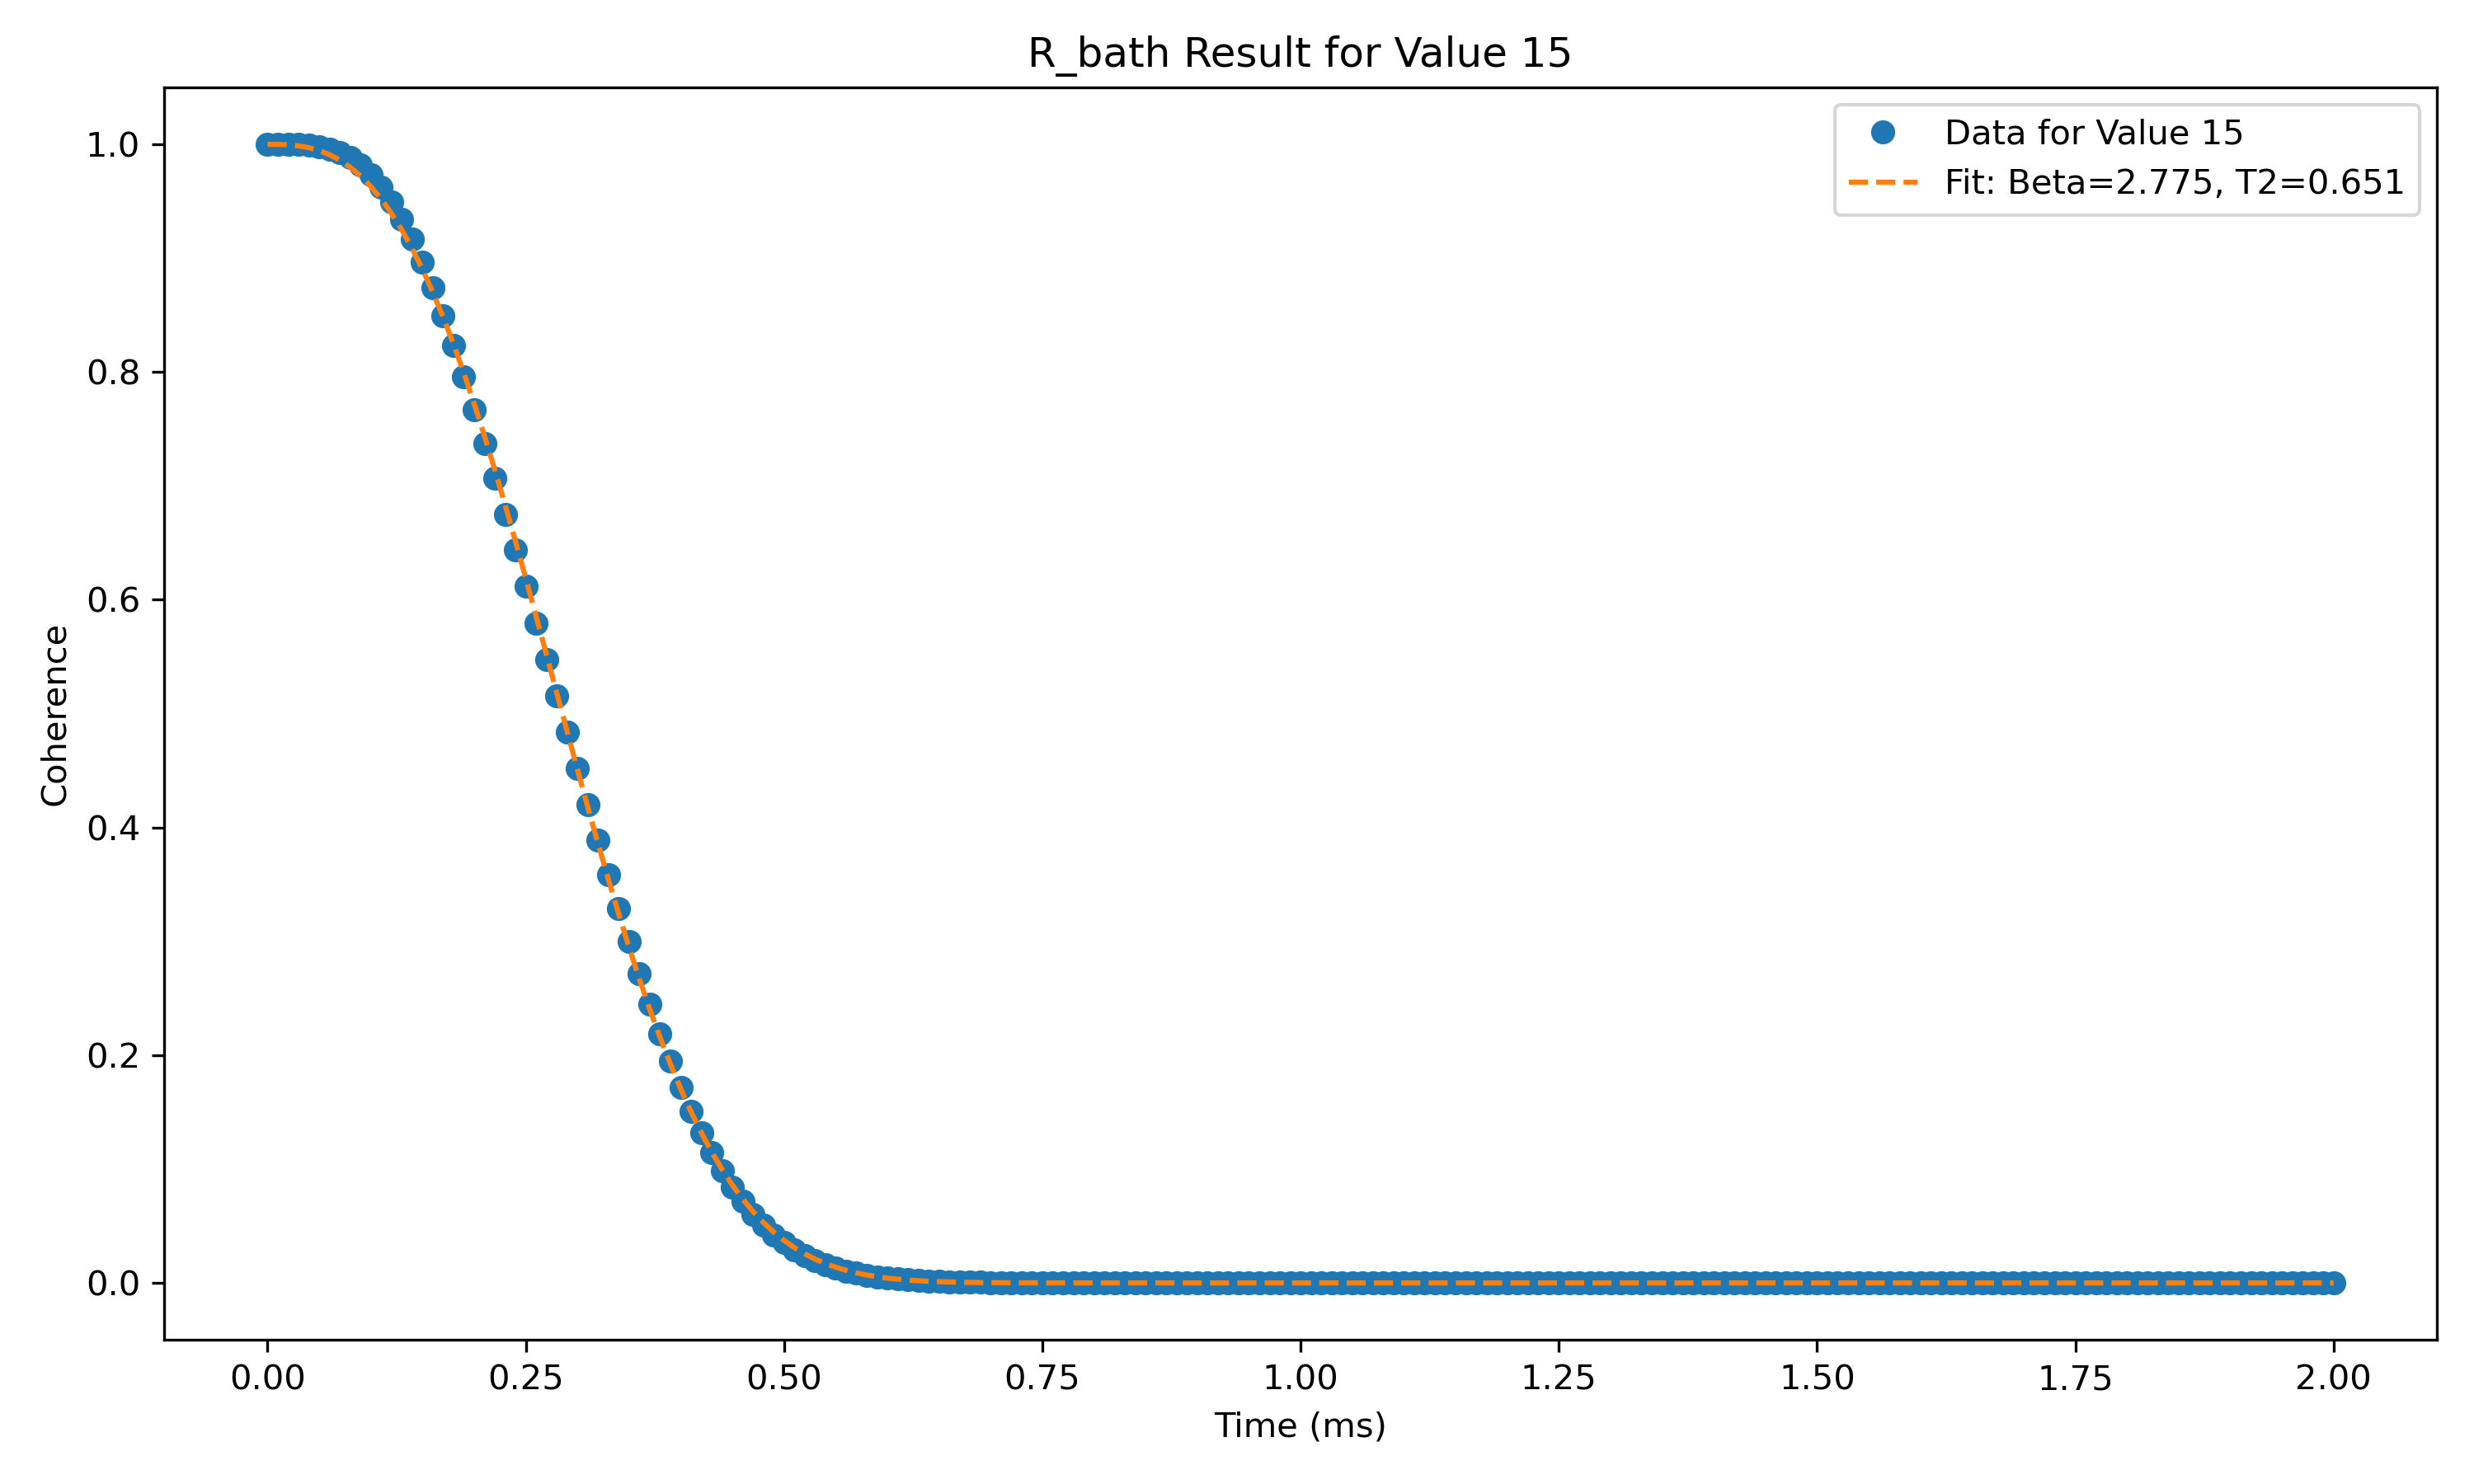 R_bath Result for Value 15
Data for Value 15
Fit: Beta=2.775, T2=0.651
Coherence
1.0
0.8
0.6
0.4
0.2
0.0
0.00 0.25 0.50 0.75 1.00 1.25 1.50 1.75 2.00
Time (ms)